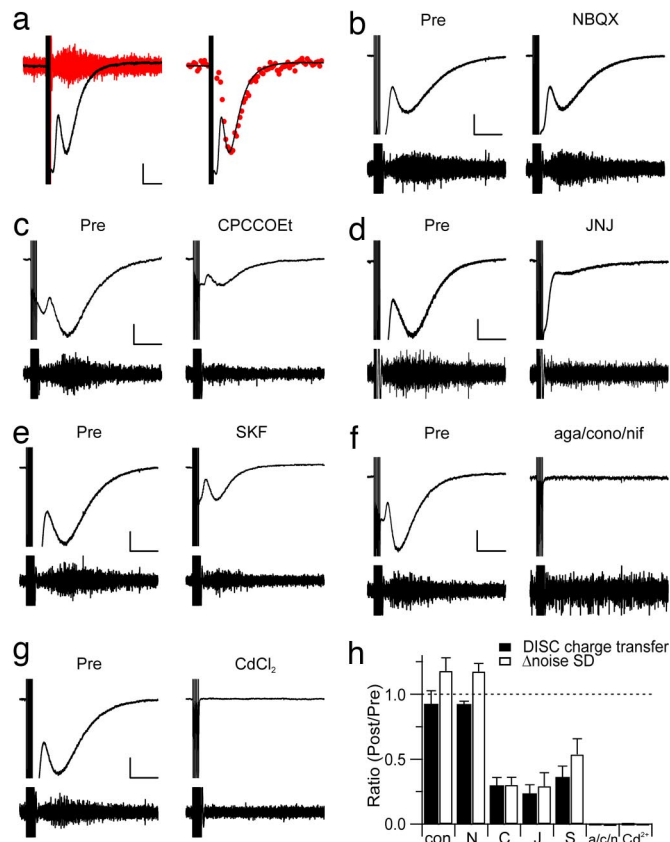 a
b
Pre
NBQX
c
Pre
CPCCOEt
d
Pre
JNJ
e
Pre
SKF
f
Pre
aga/cono/nif
g
Pre
CdCl₂
h
DISC charge transfer
Δnoise SD
Ratio (Post/Pre)
1.0
0.5
0.0
con N C J S a/c/n Cd²⁺